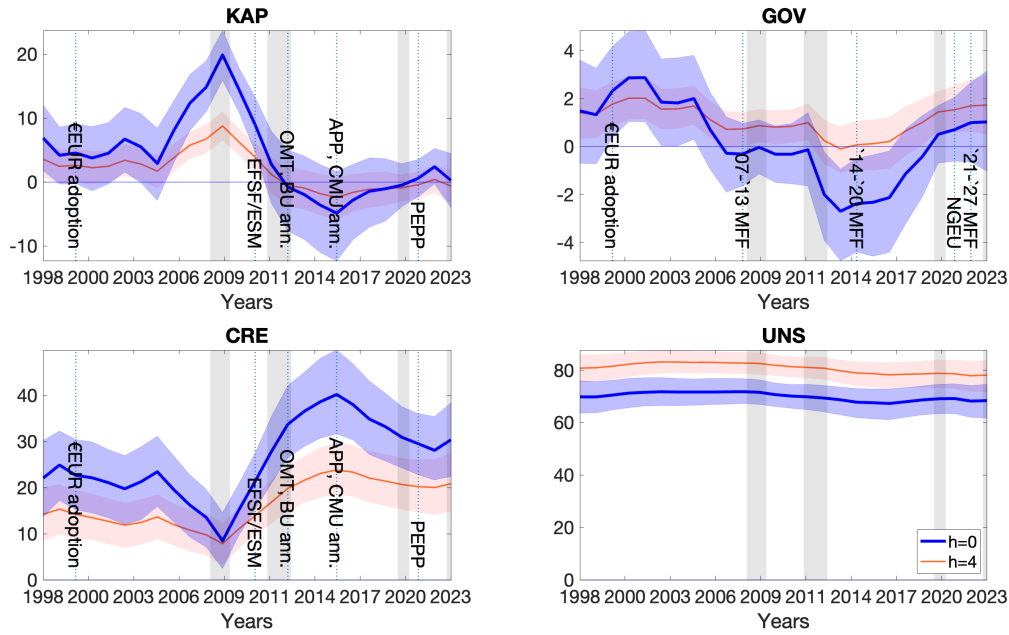 KAP
20
10
0
-10
€EUR adoption
EFSF/ESM
OMT, BU ann.
APP, CMU ann.
PEPP
1998 2000 2003 2006 2009 2011 2014 2017 2020 2023
Years
GOV
4
2
0
-2
-4
€EUR adoption
`07-`13 MFF
`14-`20 MFF
NGEU
`21-`27 MFF
1998 2000 2003 2006 2009 2011 2014 2017 2020 2023
Years
CRE
40
30
20
10
0
€EUR adoption
EFSF/ESM
OMT, BU ann.
APP, CMU ann.
PEPP
1998 2000 2003 2006 2009 2011 2014 2017 2020 2023
Years
UNS
80
60
40
20
0
h=0
h=4
1998 2000 2003 2006 2009 2011 2014 2017 2020 2023
Years